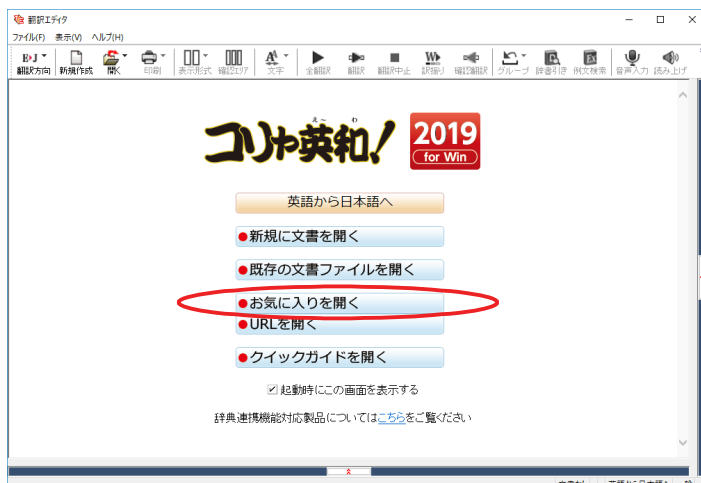 翻訳エディタ
ファイル(F) 表示(V) ヘルプ(H)
E▸J
翻訳方向 新規作成 開く 印刷 表示形式 確認エリア 文字 全翻訳 翻訳 翻訳中止 訳振り 確認翻訳 グループ 辞書引き 例文検索 音声入力 読み上げ
え～ わ
コリャ英和! 2019
for Win
英語から日本語へ
●新規に文書を開く
●既存の文書ファイルを開く
●お気に入りを開く
●URLを開く
●クイックガイドを開く
起動時にこの画面を表示する
辞典連携機能対応製品についてはこちらをご覧ください